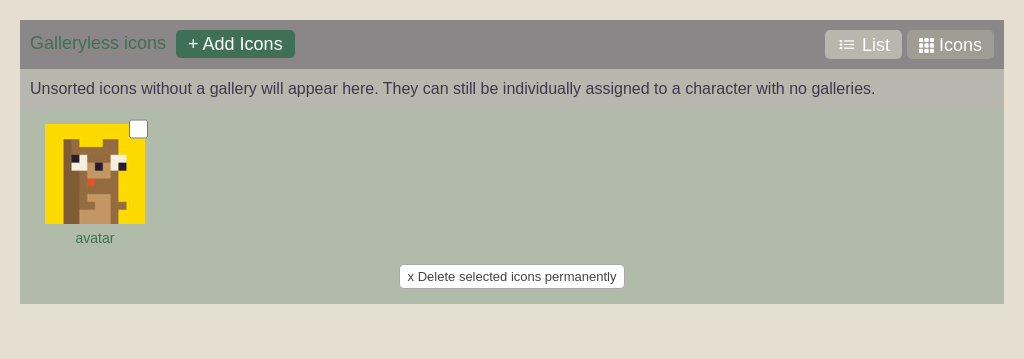 Galleryless icons
+ Add Icons
List
Icons
Unsorted icons without a gallery will appear here. They can still be individually assigned to a character with no galleries.
avatar
x Delete selected icons permanently